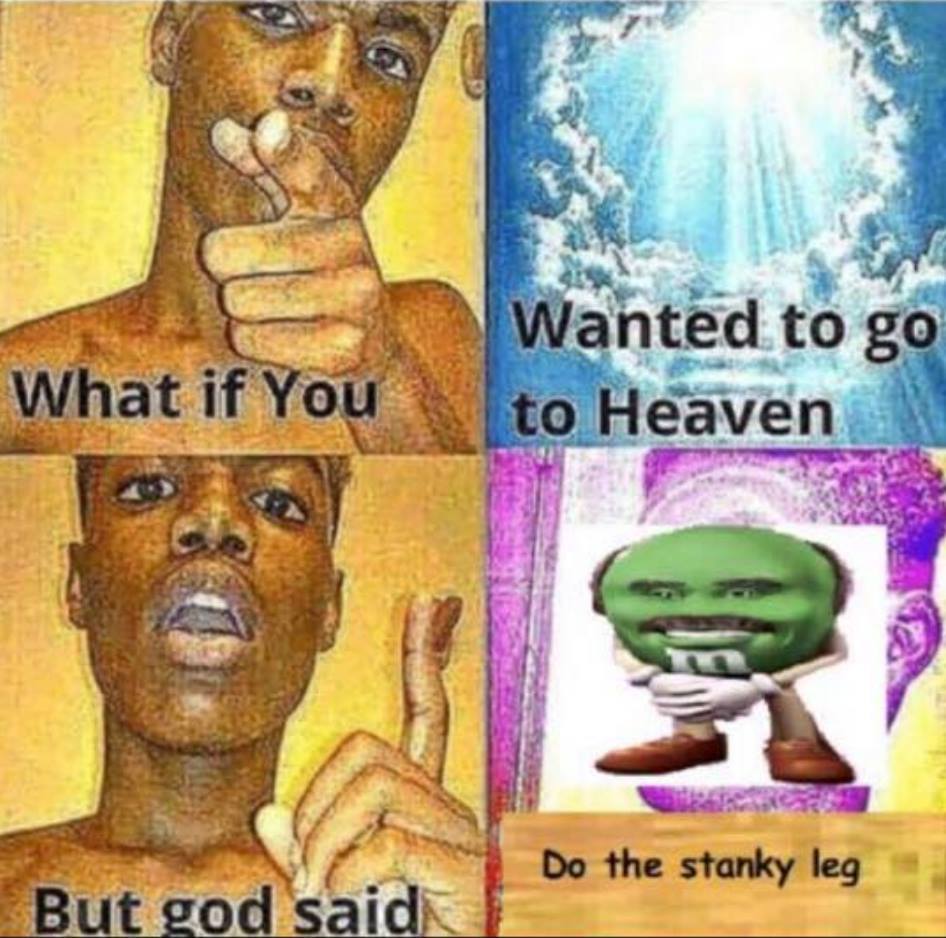 What if You
Wanted to go
to Heaven
But god said
m
Do the stanky leg